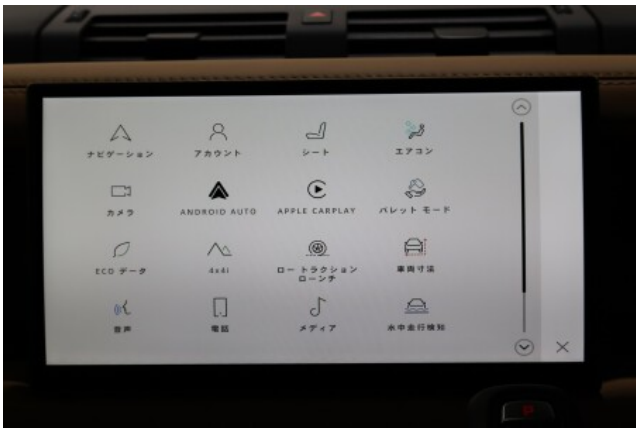 ナビゲーション
アカウント
シート
エアコン
カメラ
ANDROID AUTO
APPLE CARPLAY
バレット モード
ECO データ
4x4i
ロー トラクション
ローンチ
車両寸法
音声
電話
メディア
水中走行検知